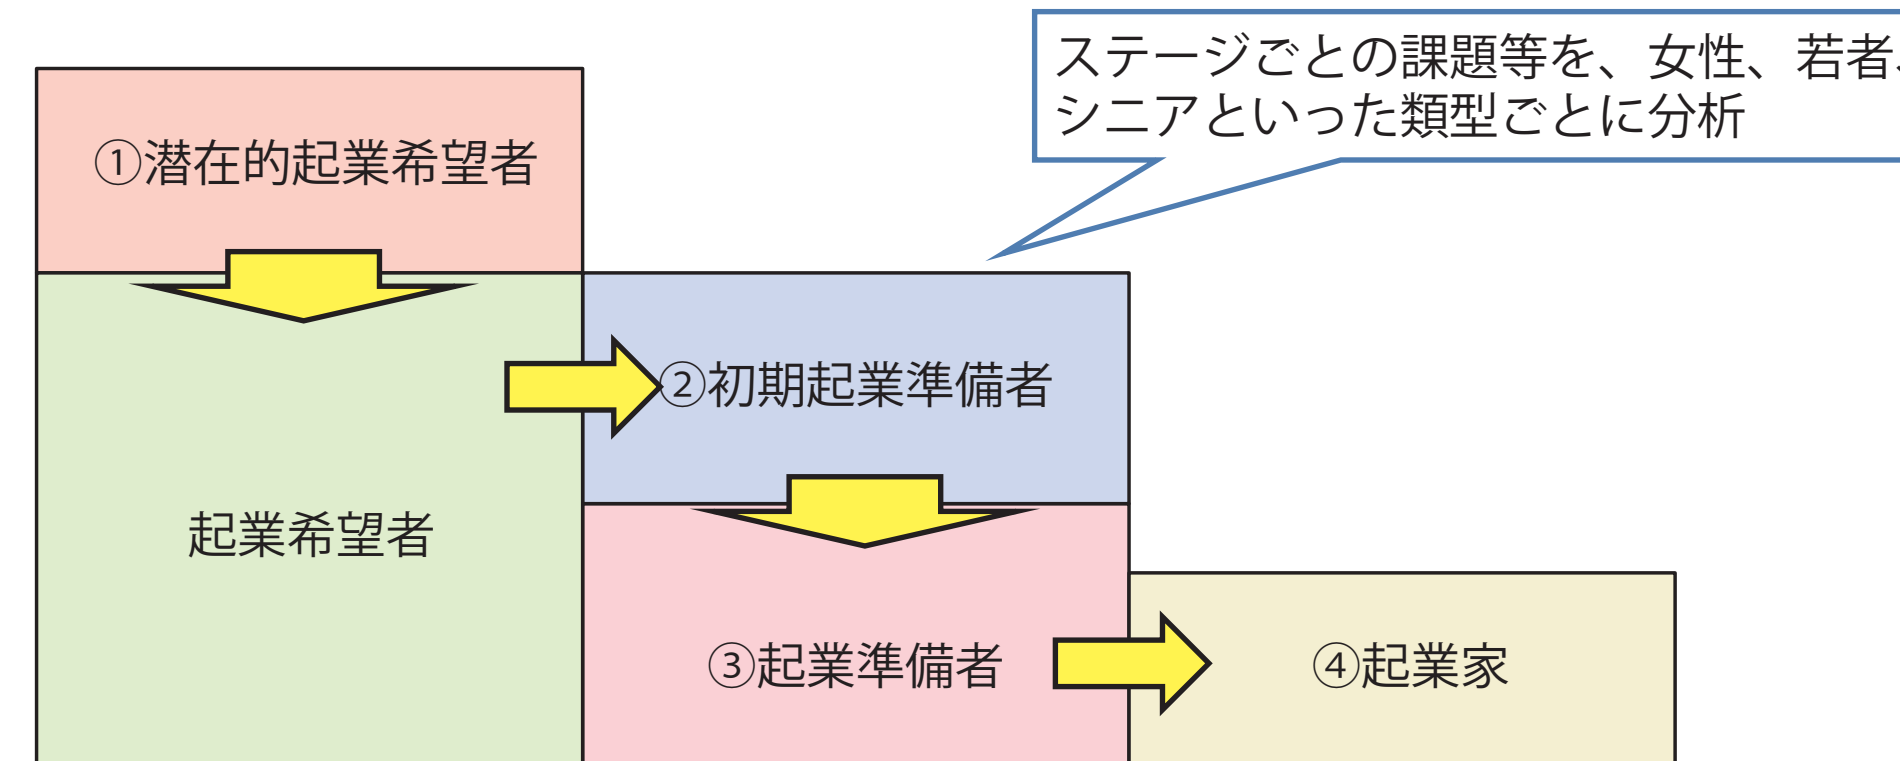 ステージごとの課題等を、女性、若者、
シニアといった類型ごとに分析
①潜在的起業希望者
②初期起業準備者
起業希望者
③起業準備者
④起業家